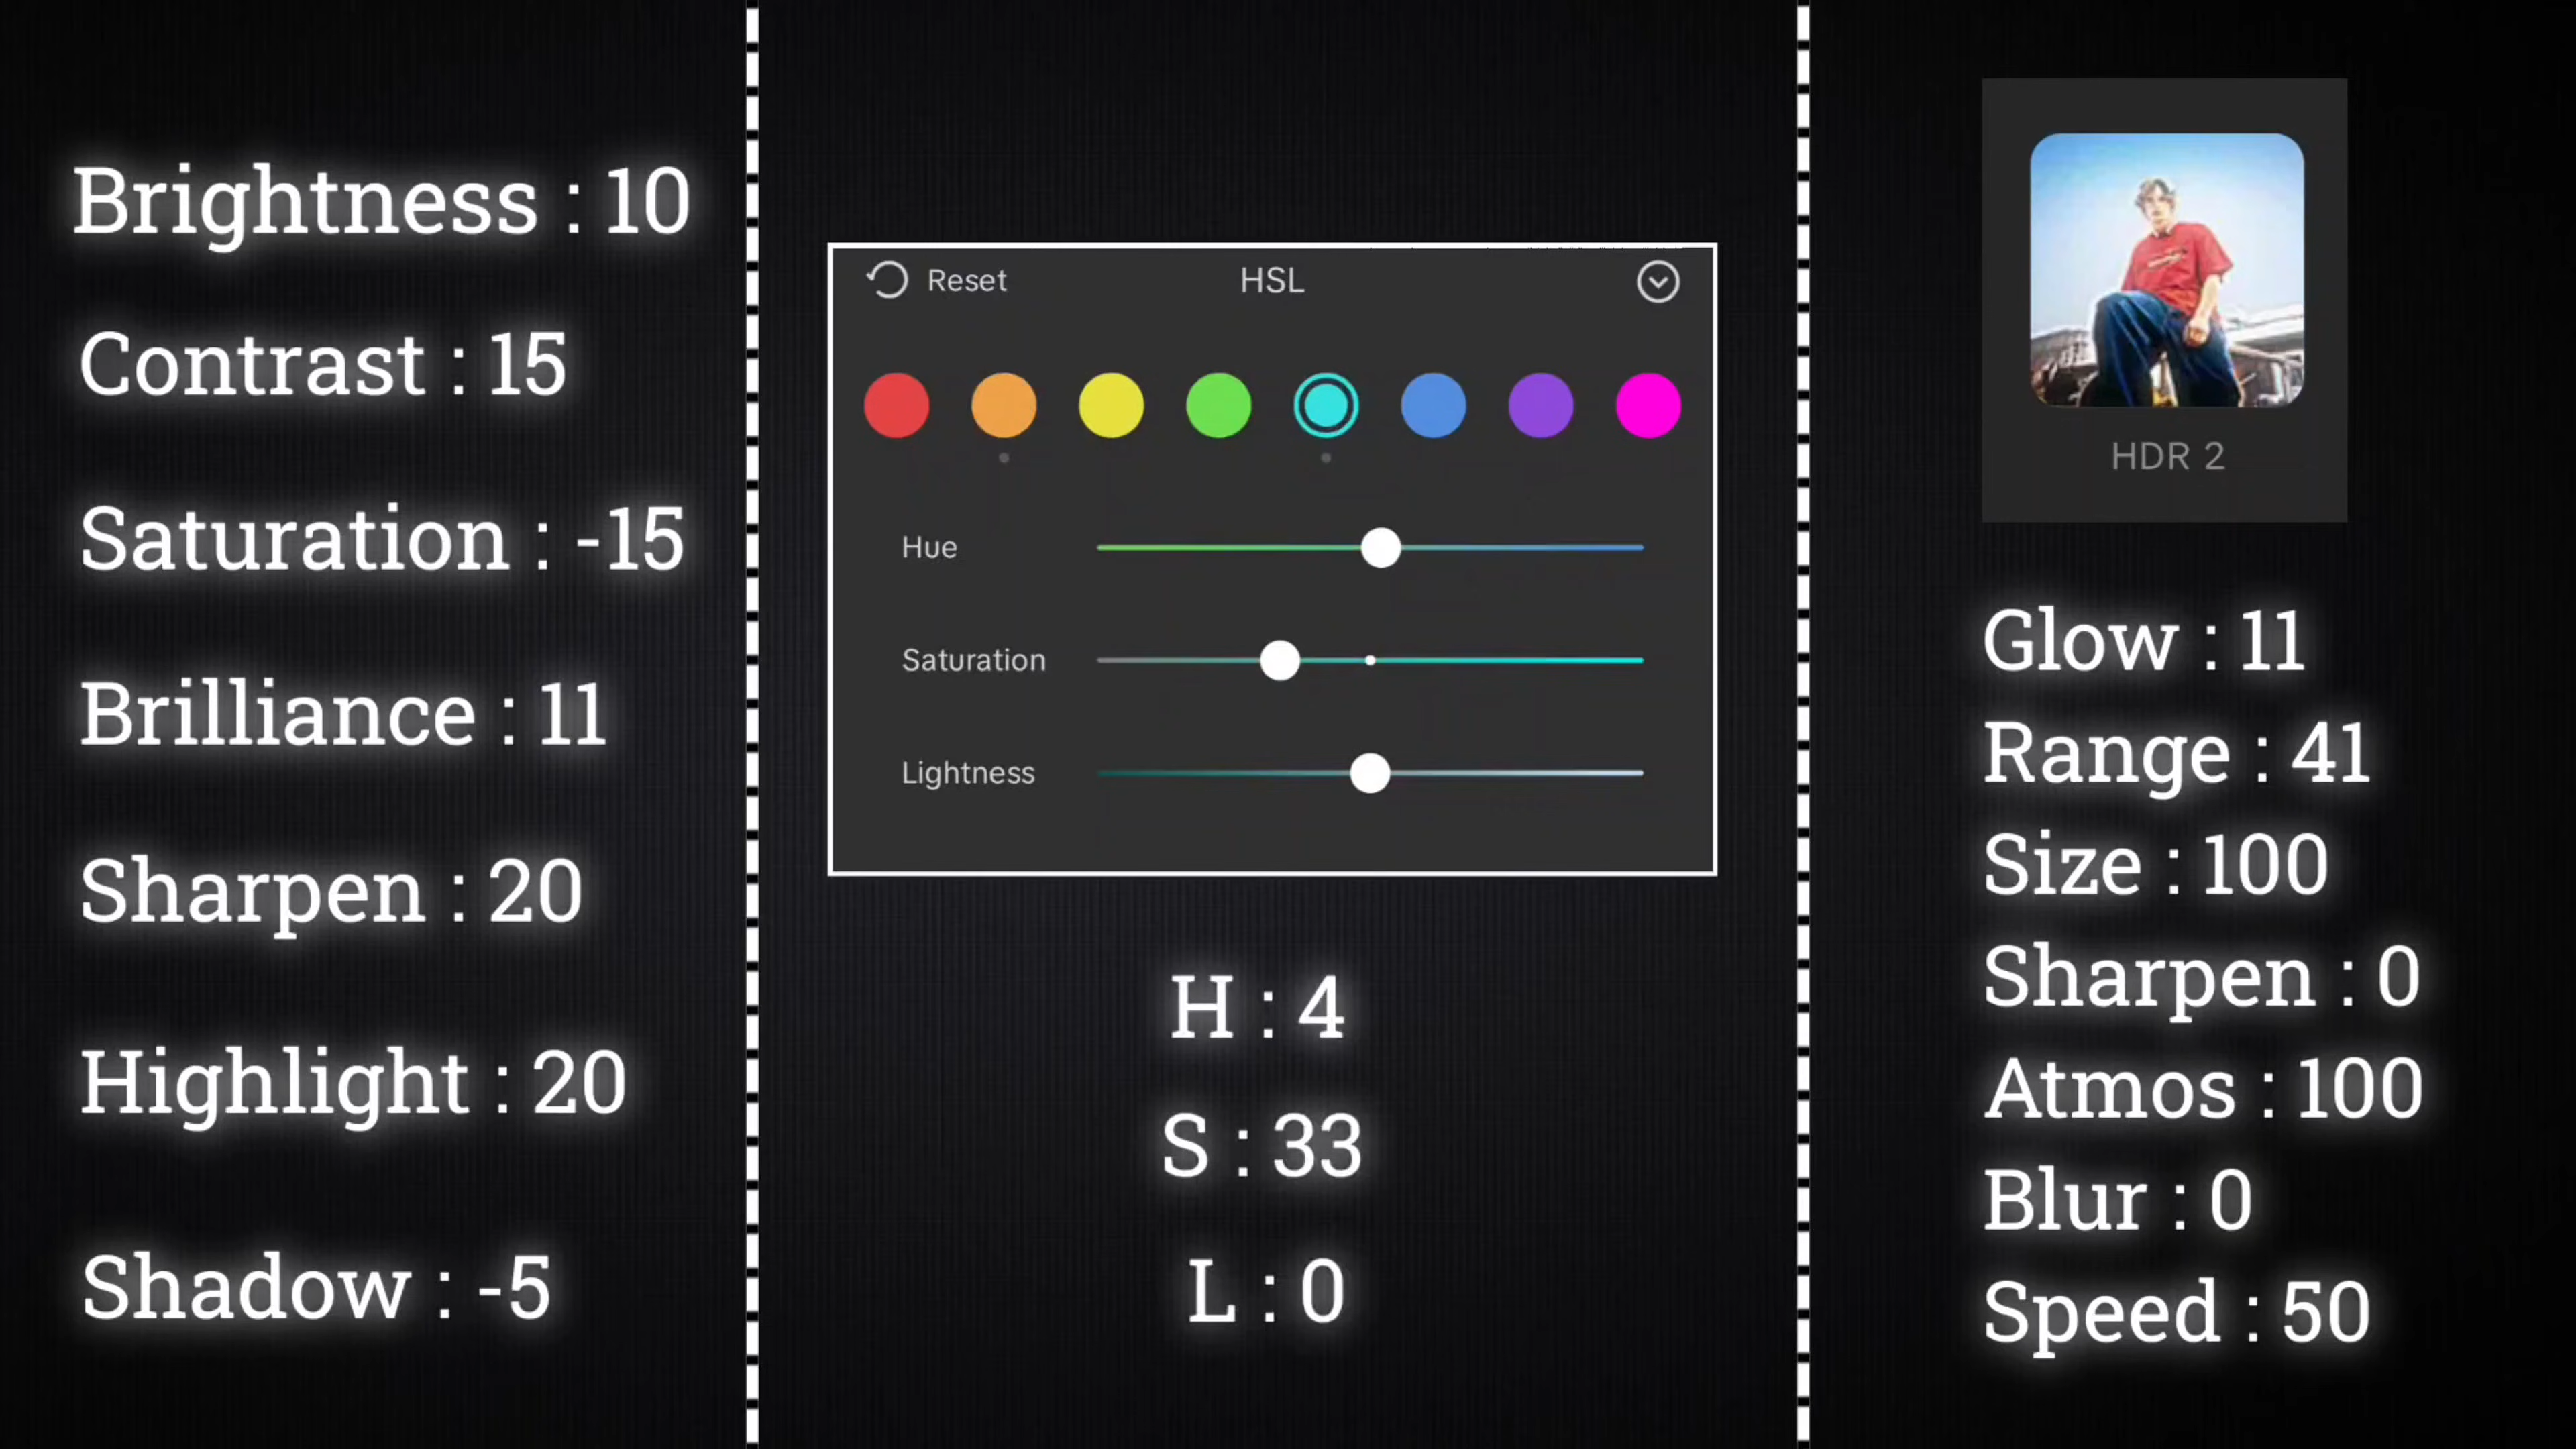 Brightness : 10
Contrast : 15
Saturation : -15
Brilliance : 11
Sharpen : 20
Highlight : 20
Shadow : -5
Reset
HSL
Hue
Saturation
Lightness
H : 4
S : 33
L : 0
HDR 2
Glow : 11
Range : 41
Size : 100
Sharpen : 0
Atmos : 100
Blur : 0
Speed : 50